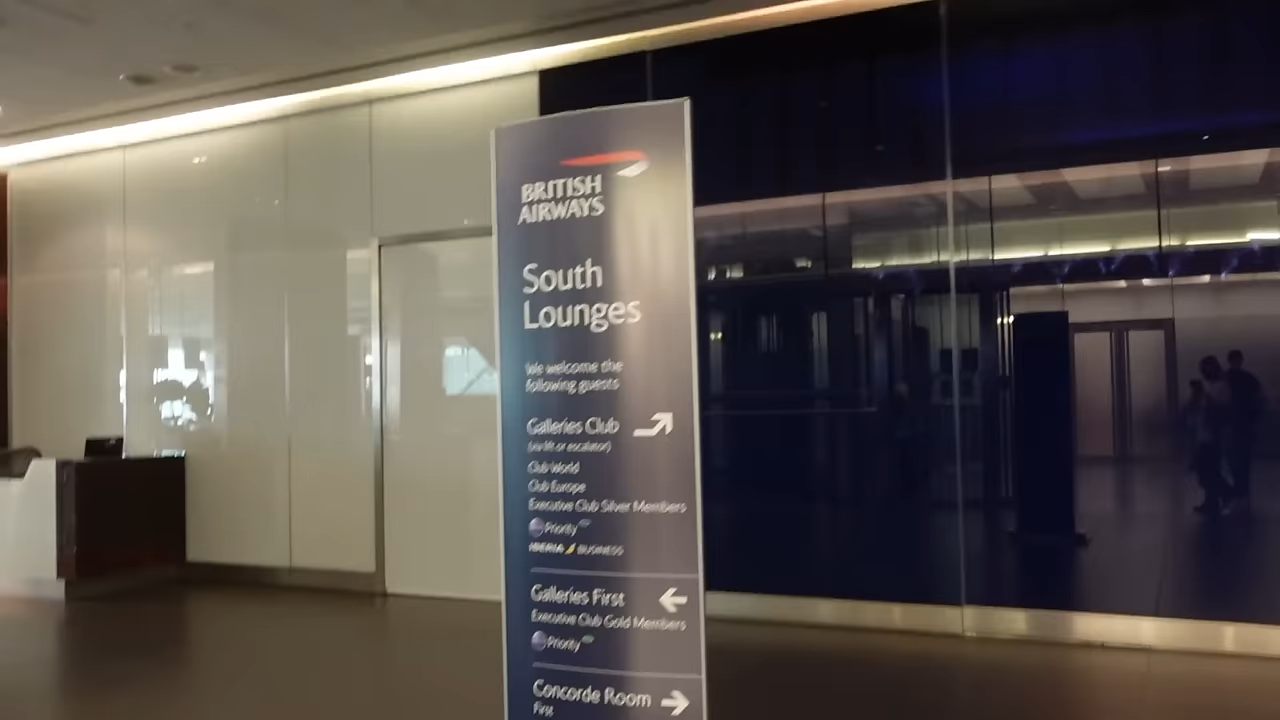 BRITISH
AIRWAYS
South
Lounges
We welcome the
following guests
Galleries Club
(via lift or escalator)
Club World
Club Europe
Executive Club Silver Members
Priority
IBERIA BUSINESS
Galleries First
Executive Club Gold Members
Priority
Concorde Room
First